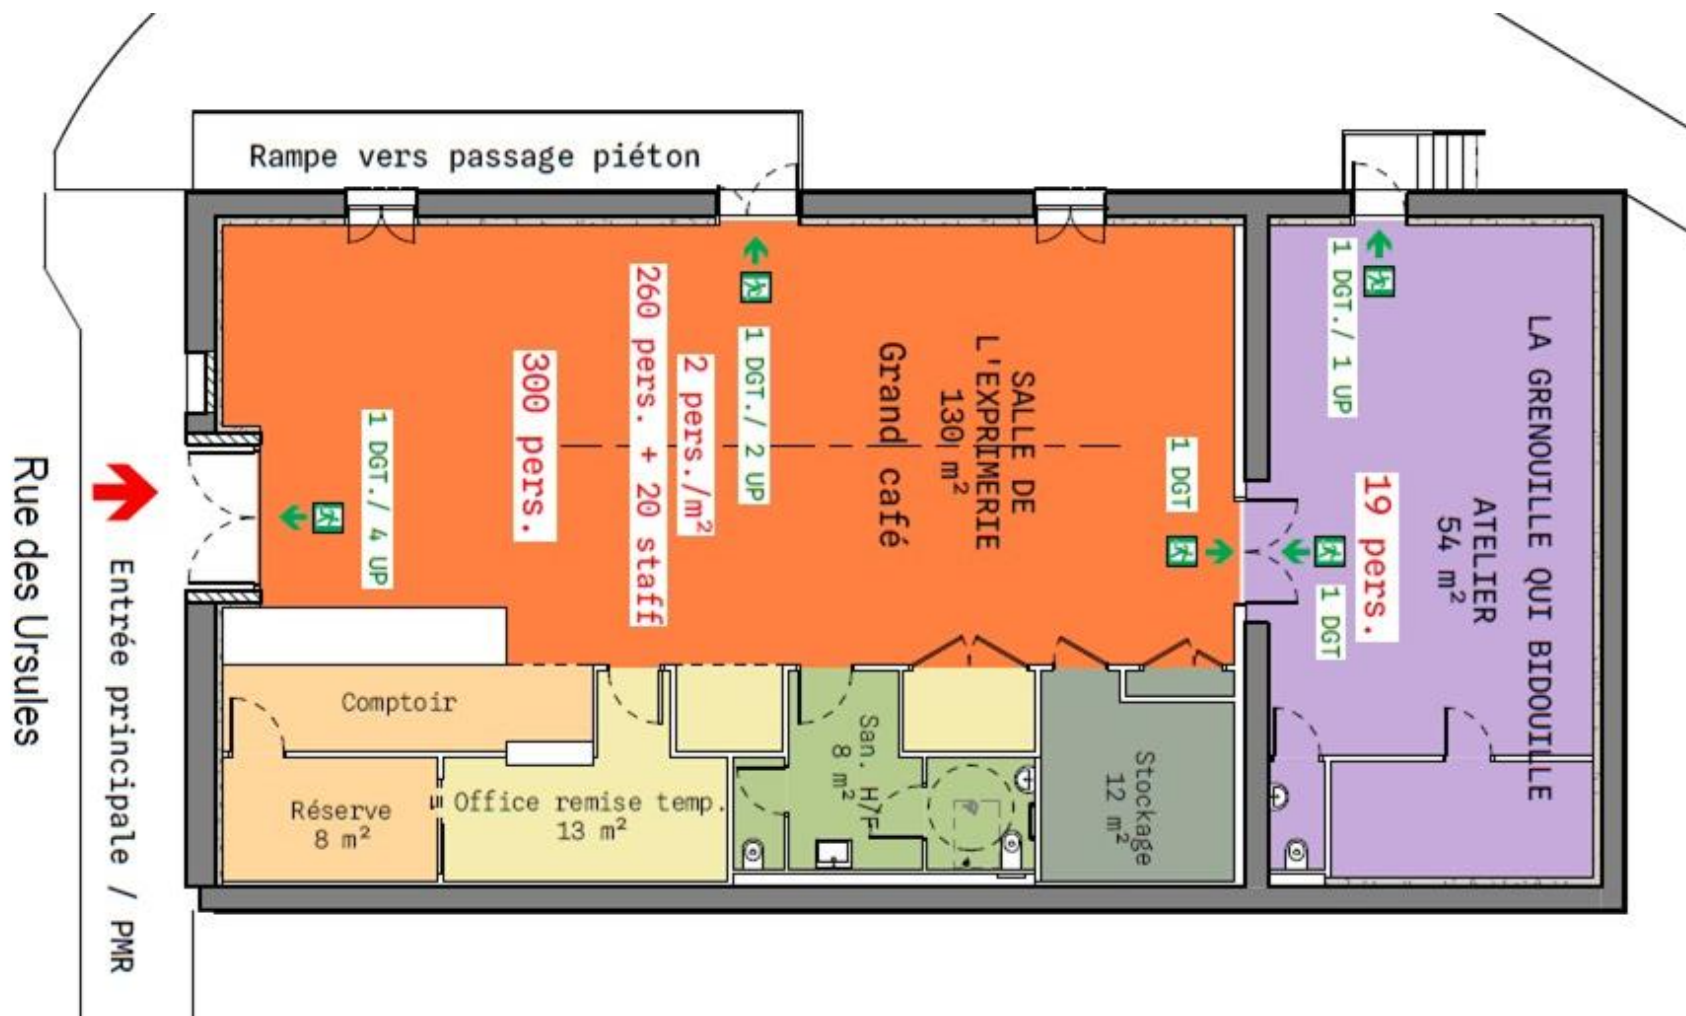 Rampe vers passage piéton
Rue des Ursules
Entrée principale / PMR
1 DGT./ 4 UP
300 pers.
260 pers. + 20 staff
2 pers./m²
1 DGT./ 2 UP
SALLE DE
L'EXPRIMERIE
130 m²
Grand café
1 DGT
1 DGT./ 1 UP
LA GRENOUILLE QUI BIDOUILLE
ATELIER
54 m²
19 pers.
1 DGT
Comptoir
Réserve
8 m²
Office remise temp.
13 m²
San. H/F
8 m²
Stockage
12 m²